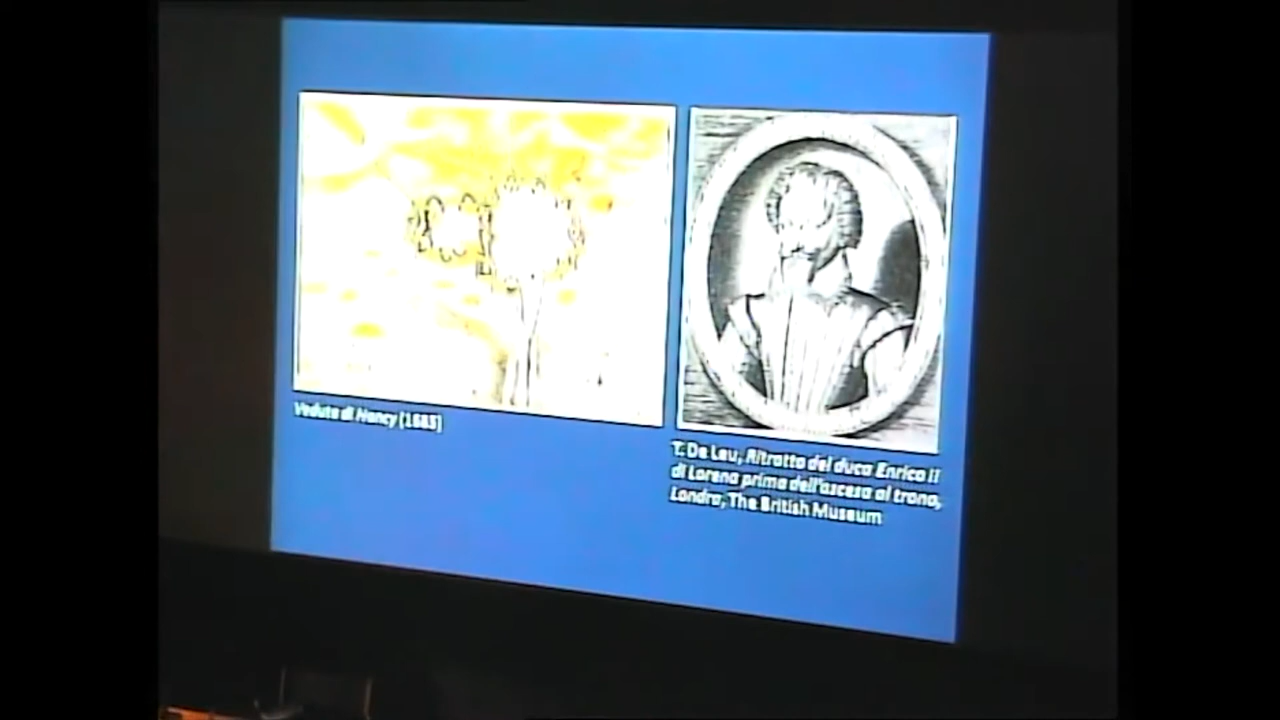 Veduta di Nancy (1683)
T. De Leu, Ritratto del duca Enrico II
di Lorena prima dell'ascesa al trono,
Londra, The British Museum